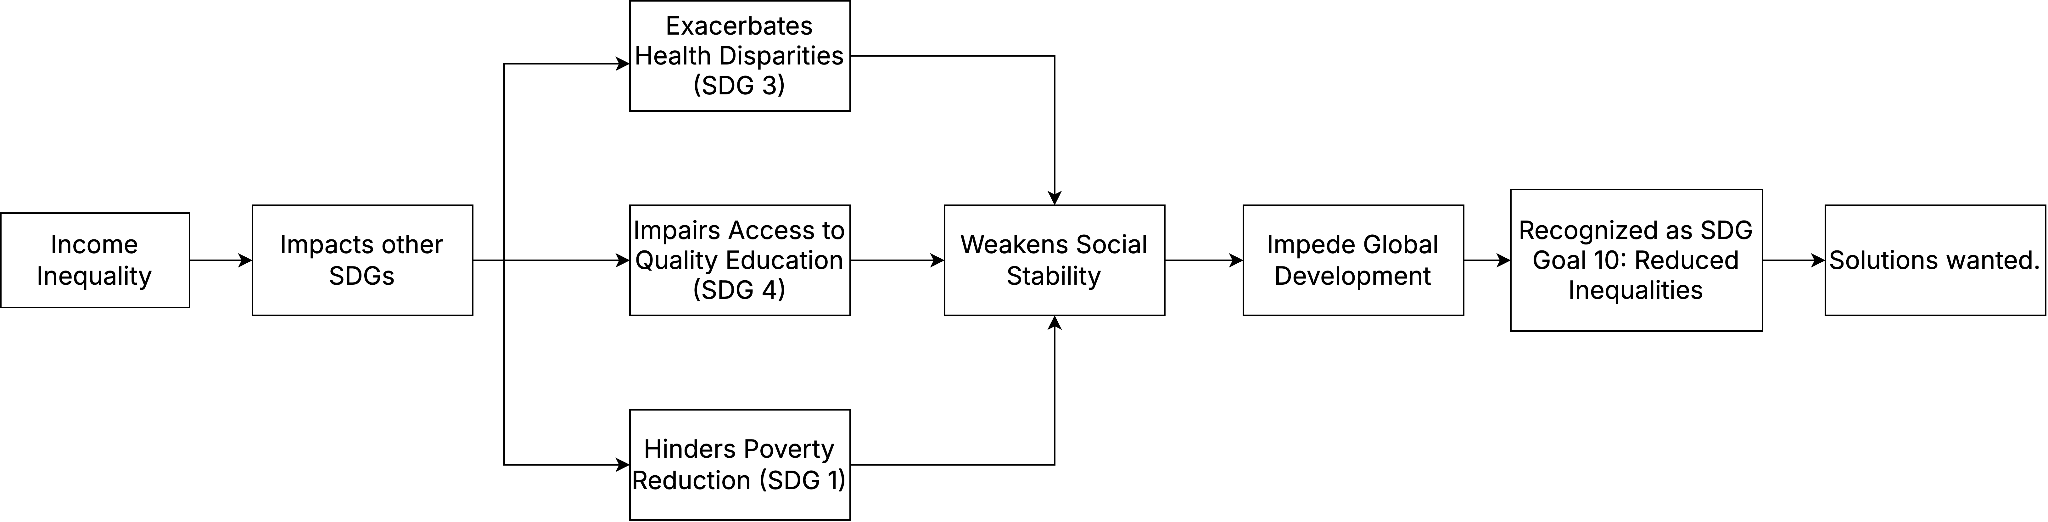 Income
Inequality
Impacts other
SDGs
Exacerbates
Health Disparities
(SDG 3)
Impairs Access to
Quality Education
(SDG 4)
Hinders Poverty
Reduction (SDG 1)
Weakens Social
Stability
Impede Global
Development
Recognized as SDG
Goal 10: Reduced
Inequalities
Solutions wanted.